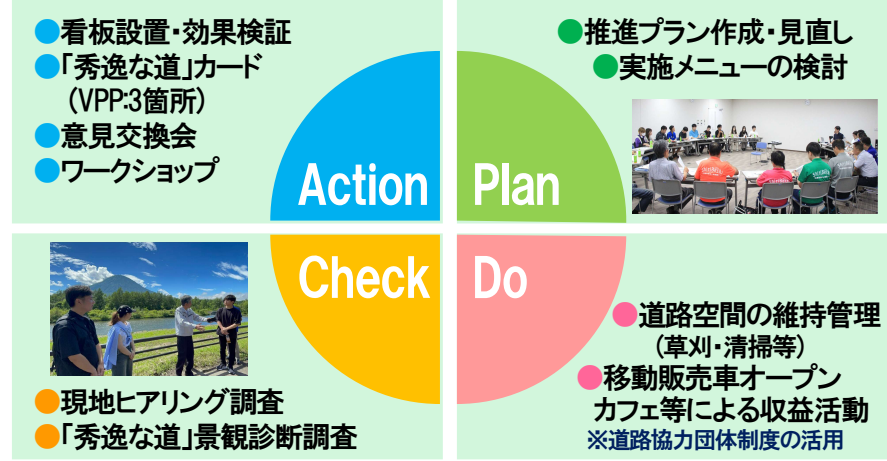 ●看板設置・効果検証
●「秀逸な道」カード
(VPP:3箇所)
●意見交換会
●ワークショップ
Action
●推進プラン作成・見直し
●実施メニューの検討
Plan
Check
●現地ヒアリング調査
●「秀逸な道」景観診断調査
Do
●道路空間の維持管理
(草刈・清掃等)
●移動販売車オープン
カフェ等による収益活動
※道路協力団体制度の活用